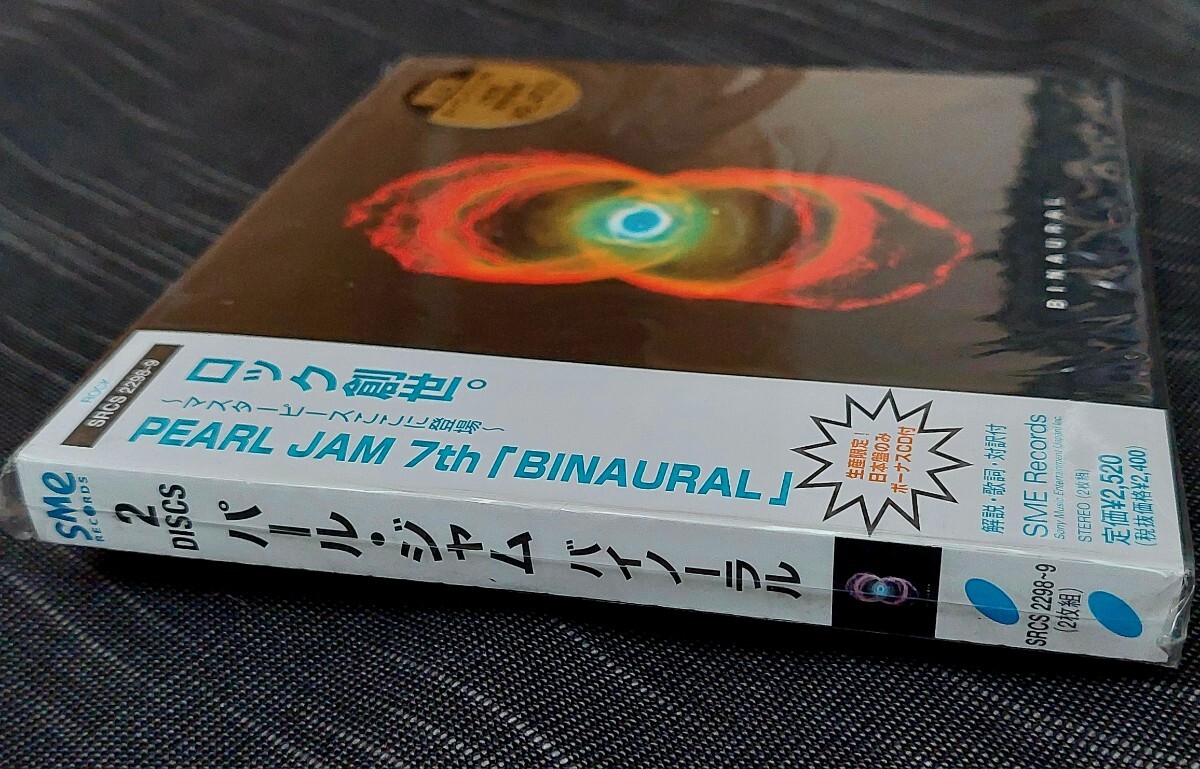 BINAURAL
ROCK
SRCS 2298~9
ロック創世。
~マスターピースここに登場~
PEARL JAM 7th「BINAURAL」
生産限定!
日本盤のみ
ボーナスCD付
解説・歌詞・対訳付
SME Records
Sony Music Entertainment (Japan) Inc.
STEREO (2枚組)
定価¥2,520
(税抜価格¥2,400)
sme
RECORDS
2
DISCS
パール・ジャム バイノーラル
SRCS 2298~9
(2枚組)